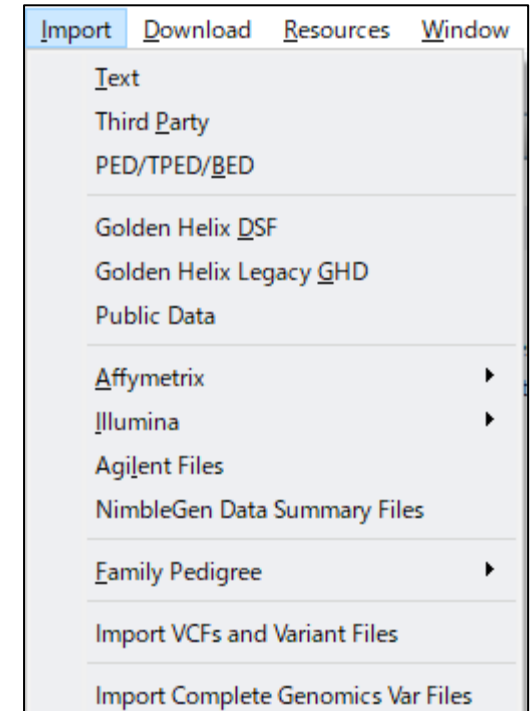 Import Download Resources Window
Text
Third Party
PED/TPED/BED
Golden Helix DSF
Golden Helix Legacy GHD
Public Data
Affymetrix
Illumina
Agilent Files
NimbleGen Data Summary Files
Family Pedigree
Import VCFs and Variant Files
Import Complete Genomics Var Files